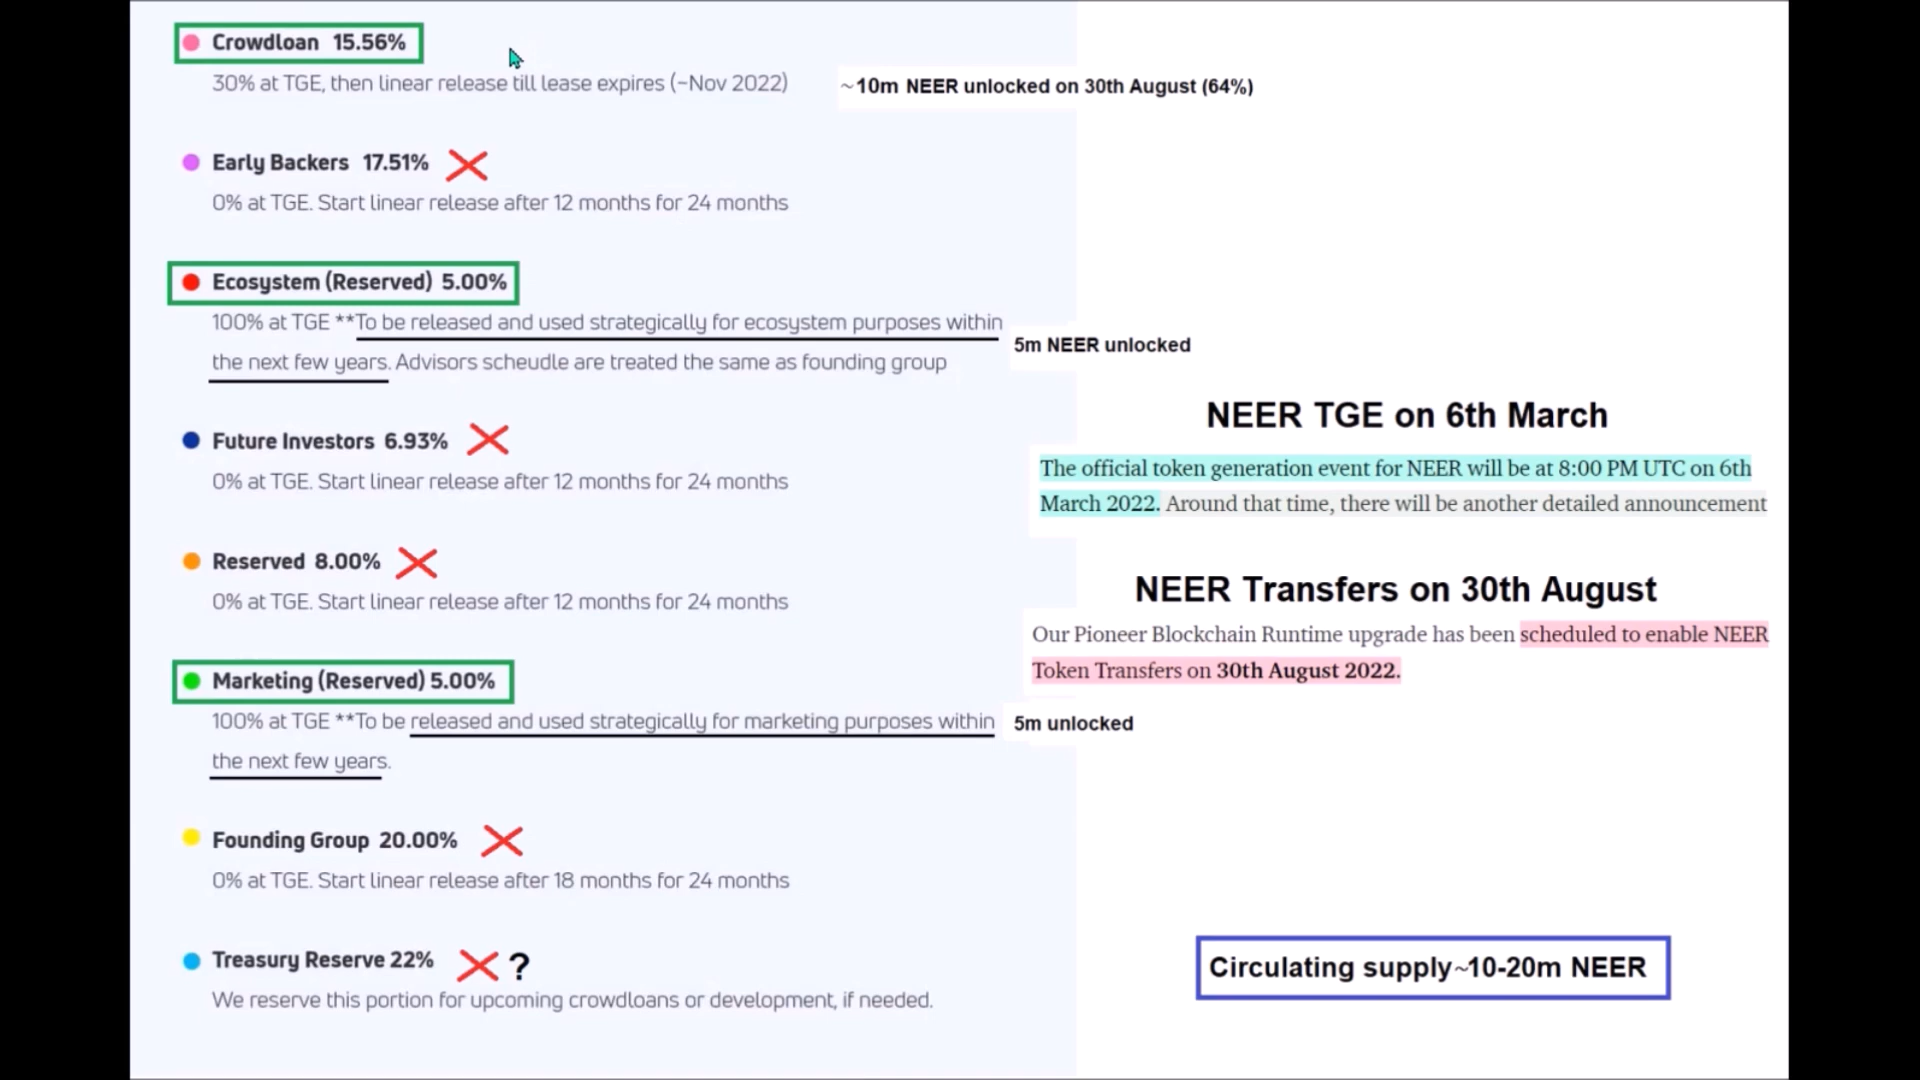 Crowdloan 15.56%
30% at TGE, then linear release till lease expires (~Nov 2022)
~10m NEER unlocked on 30th August (64%)
Early Backers 17.51%
0% at TGE. Start linear release after 12 months for 24 months
Ecosystem (Reserved) 5.00%
100% at TGE **To be released and used strategically for ecosystem purposes within
the next few years. Advisors scheudle are treated the same as founding group
5m NEER unlocked
NEER TGE on 6th March
The official token generation event for NEER will be at 8:00 PM UTC on 6th
March 2022. Around that time, there will be another detailed announcement
Future Investors 6.93%
0% at TGE. Start linear release after 12 months for 24 months
Reserved 8.00%
0% at TGE. Start linear release after 12 months for 24 months
NEER Transfers on 30th August
Our Pioneer Blockchain Runtime upgrade has been scheduled to enable NEER
Token Transfers on 30th August 2022.
Marketing (Reserved) 5.00%
100% at TGE **To be released and used strategically for marketing purposes within
the next few years.
5m unlocked
Founding Group 20.00%
0% at TGE. Start linear release after 18 months for 24 months
Treasury Reserve 22%
?
We reserve this portion for upcoming crowdloans or development, if needed.
Circulating supply~10-20m NEER